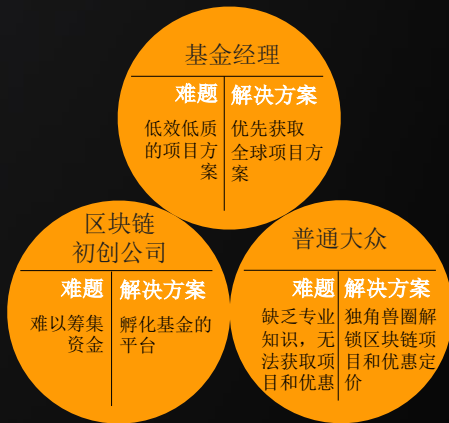 基金经理
难题 解决方案
低效低质 优先获取
的项目方 全球项目方
案 案
区块链
初创公司
难题 解决方案
难以筹集 孵化基金的
资金 平台
普通大众
难题 解决方案
缺乏专业 独角兽圈解
知识，无 锁区块链项
法获取项 目和优惠定
目和优惠 价